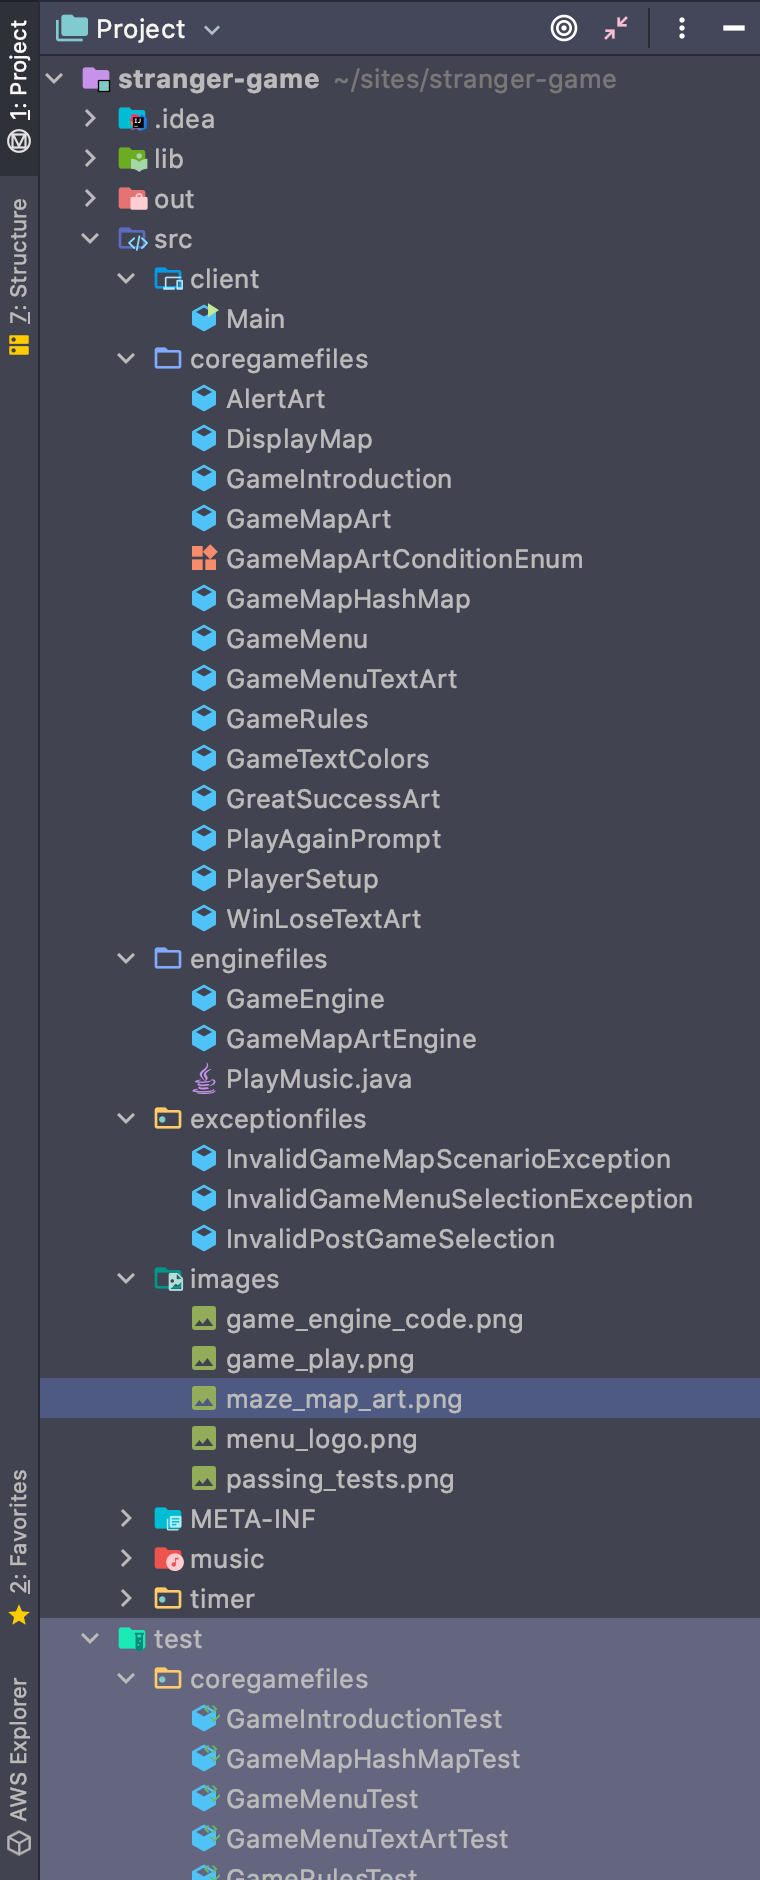 Project
stranger-game ~/sites/stranger-game
.idea
lib
out
src
client
Main
coregamefiles
AlertArt
DisplayMap
GameIntroduction
GameMapArt
GameMapArtConditionEnum
GameMapHashMap
GameMenu
GameMenuTextArt
GameRules
GameTextColors
GreatSuccessArt
PlayAgainPrompt
PlayerSetup
WinLoseTextArt
enginefiles
GameEngine
GameMapArtEngine
PlayMusic.java
exceptionfiles
InvalidGameMapScenarioException
InvalidGameMenuSelectionException
InvalidPostGameSelection
images
game_engine_code.png
game_play.png
maze_map_art.png
menu_logo.png
passing_tests.png
META-INF
music
timer
test
coregamefiles
GameIntroductionTest
GameMapHashMapTest
GameMenuTest
GameMenuTextArtTest
GameRulesTest
1: Project
7: Structure
2: Favorites
AWS Explorer